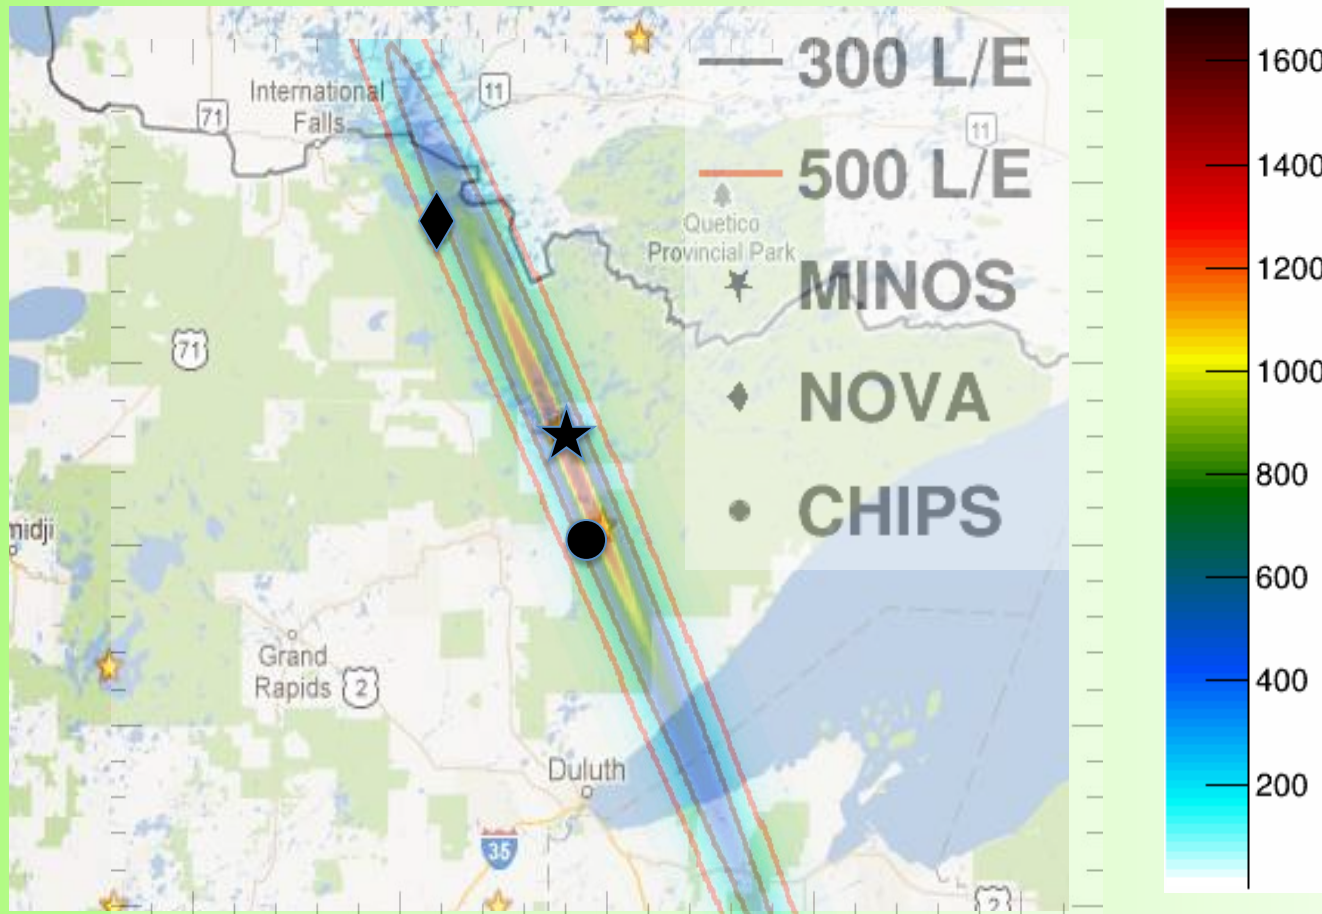 300 L/E
500 L/E
MINOS
NOVA
CHIPS
International
Falls
11
71
11
Quetico
Provincial Park
71
midji
Grand
Rapids
2
Duluth
35
2
1600
1400
1200
1000
800
600
400
200